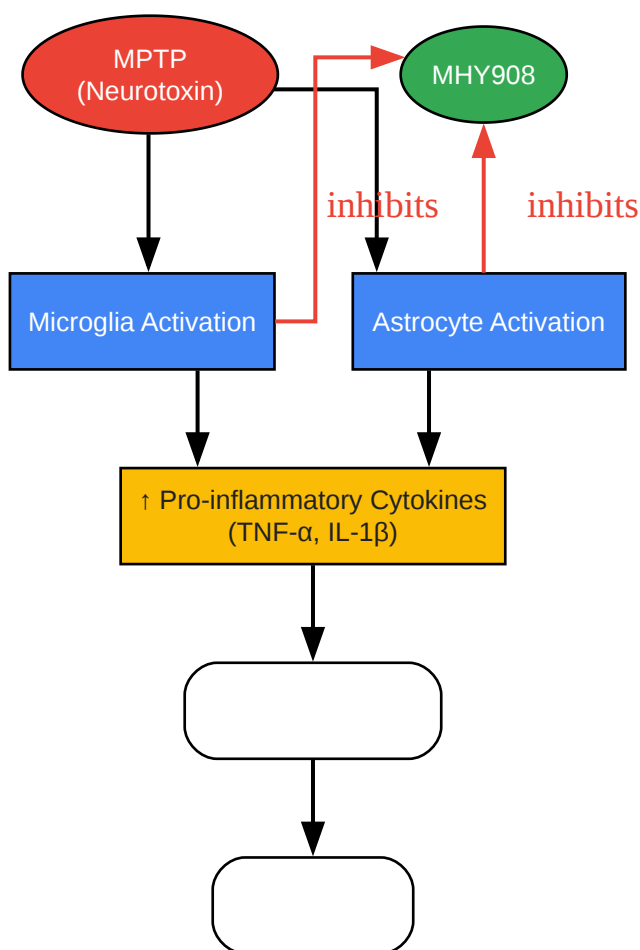 MPTP
(Neurotoxin)
MHY908
inhibits
inhibits
Microglia Activation
Astrocyte Activation
↑ Pro-inflammatory Cytokines
(TNF-α, IL-1β)